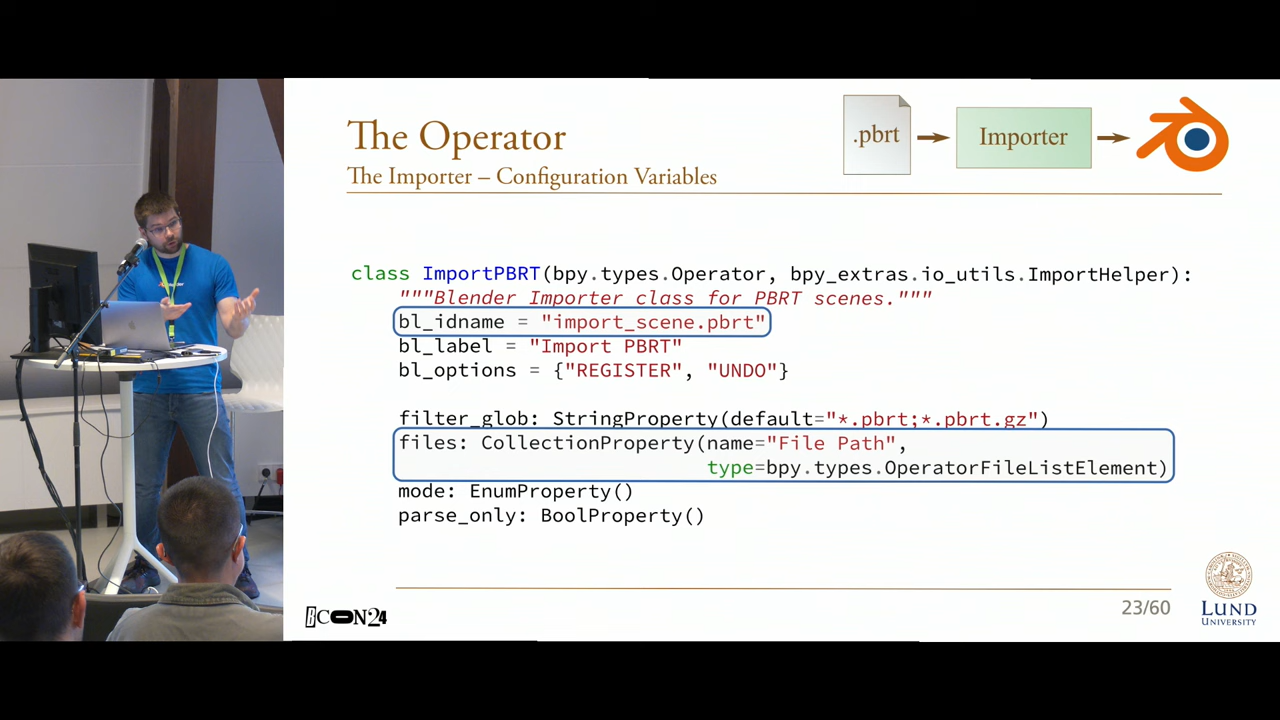 The Operator
The Importer – Configuration Variables
.pbrt
Importer
class ImportPBRT(bpy.types.Operator, bpy_extras.io_utils.ImportHelper):
"""Blender Importer class for PBRT scenes."""
bl_idname = "import_scene.pbrt"
bl_label = "Import PBRT"
bl_options = {"REGISTER", "UNDO"}
filter_glob: StringProperty(default="*.pbrt;*.pbrt.gz")
files: CollectionProperty(name="File Path",
type=bpy.types.OperatorFileListElement)
mode: EnumProperty()
parse_only: BoolProperty()
BCON24
23/60
LUND
UNIVERSITY